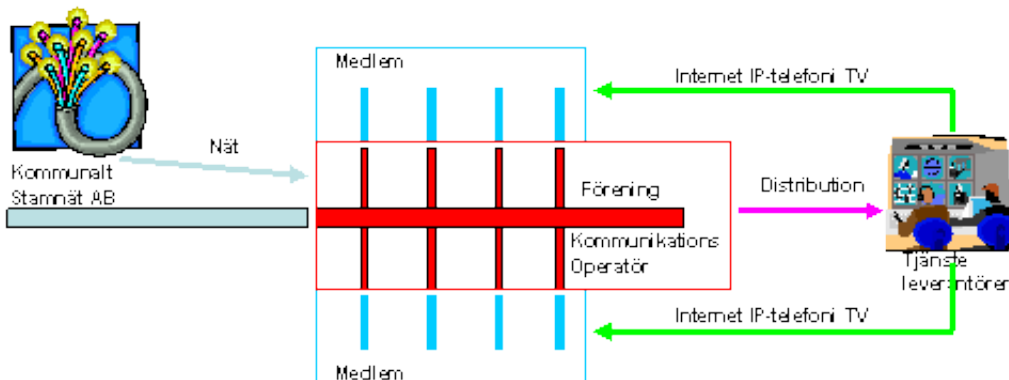 Medlem
Internet IP-telefoni TV
Nät
Kommunalt
Stamnät AB
Förening
Distribution
Kommunikations
Operatör
Tjänste
leverantören
Internet IP-telefoni TV
Medlem